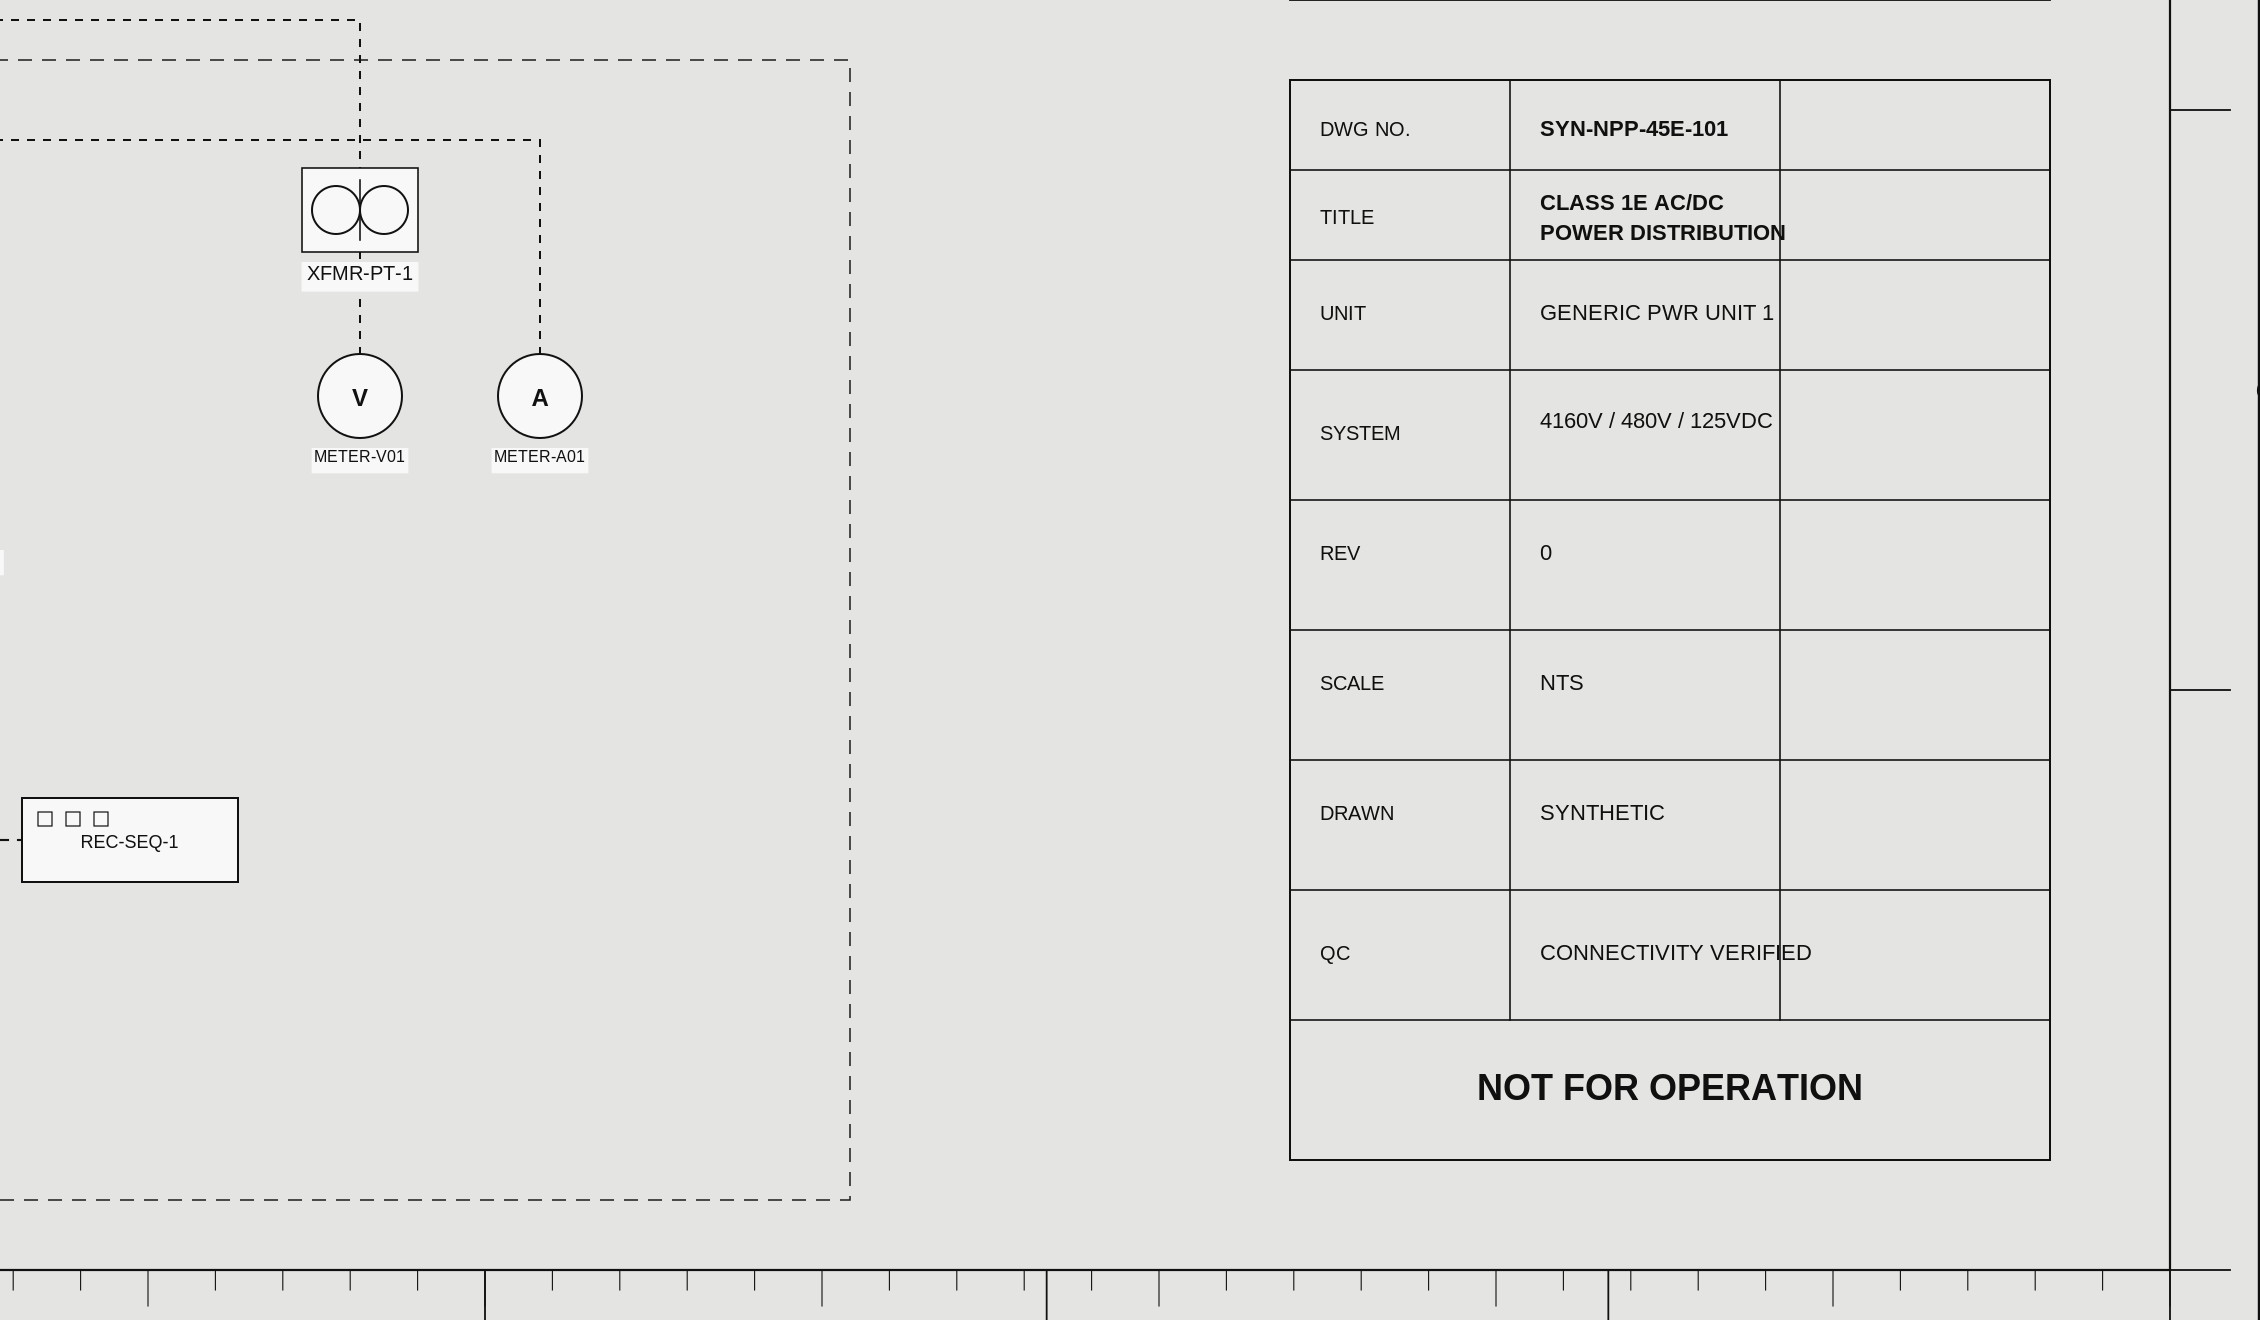 XFMR-PT-1
V
A
METER-V01
METER-A01
REC-SEQ-1
DWG NO.
SYN-NPP-45E-101
TITLE
CLASS 1E AC/DC
POWER DISTRIBUTION
UNIT
GENERIC PWR UNIT 1
SYSTEM
4160V / 480V / 125VDC
REV
0
SCALE
NTS
DRAWN
SYNTHETIC
QC
CONNECTIVITY VERIFIED
NOT FOR OPERATION